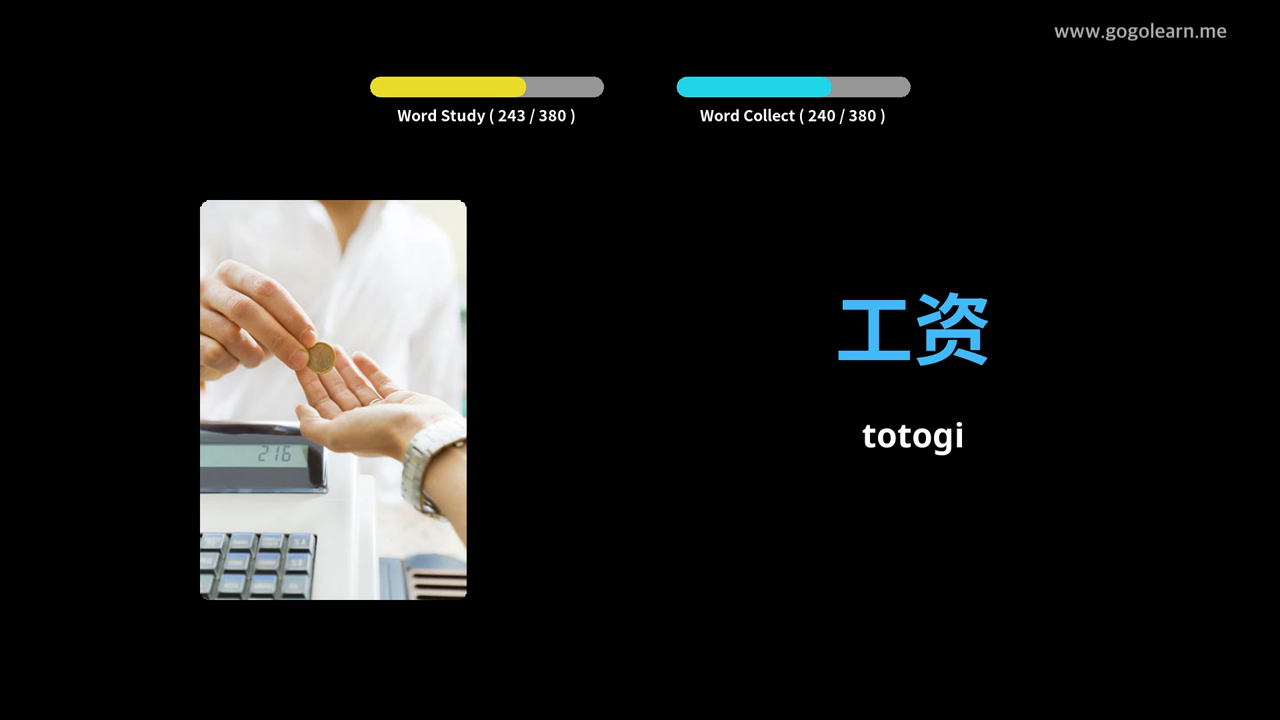 www.gogolearn.me
Word Study ( 243 / 380 )
Word Collect ( 240 / 380 )
工资
totogi
216